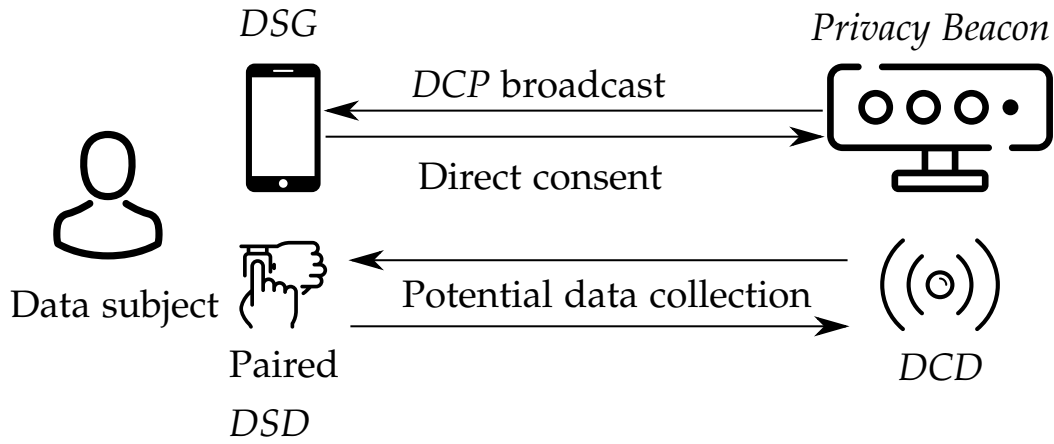 DSG
Privacy Beacon
DCP broadcast
Direct consent
Data subject
Potential data collection
Paired
DSD
DCD